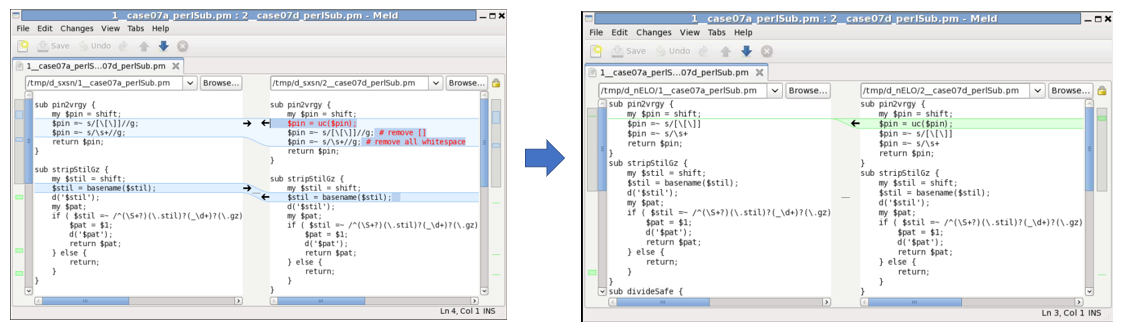 1__case07a_perlSub.pm : 2__case07d_perlSub.pm - Meld
File Edit Changes View Tabs Help
Save Undo
1__case07a_perlS...07d_perlSub.pm
/tmp/d_sxsn/1__case07a_perlSub.pm Browse... /tmp/d_sxsn/2__case07d_perlSub.pm Browse...
sub pin2vrgy {
my $pin = shift;
$pin =~ s/[\[\]]//g;
$pin =~ s/\s+//g;
return $pin;
}
sub stripStilGz {
my $stil = shift;
$stil = basename($stil);
d('$stil');
my $pat;
if ( $stil =~ /^(\S+?)(\.stil)?(_\d+)?(\.gz)
$pat = $1;
d('$pat');
return $pat;
} else {
return;
}
}
sub pin2vrgy {
my $pin = shift;
$pin = uc($pin);
$pin =~ s/[\[\]]//g; # remove []
$pin =~ s/\s+//g; # remove all whitespace
return $pin;
}
sub stripStilGz {
my $stil = shift;
$stil = basename($stil);
d('$stil');
my $pat;
if ( $stil =~ /^(\S+?)(\.stil)?(_\d+)?(\.gz)
$pat = $1;
d('$pat');
return $pat;
} else {
return;
}
}
Ln 4, Col 1 INS
1__case07a_perlSub.pm : 2__case07d_perlSub.pm - Meld
File Edit Changes View Tabs Help
Save Undo
1__case07a_perlS...07d_perlSub.pm
/tmp/d_nELO/1__case07a_perlSub.pm Browse... /tmp/d_nELO/2__case07d_perlSub.pm Browse...
sub pin2vrgy {
my $pin = shift;
$pin =~ s/[\[\]]
$pin =~ s/\s+
return $pin;
}
sub stripStilGz {
my $stil = shift;
$stil = basename($stil);
d('$stil');
my $pat;
if ( $stil =~ /^(\S+?)(\.stil)?(_\d+)?(\.gz)
$pat = $1;
d('$pat');
return $pat;
} else {
return;
}
}
sub divideSafe {
sub pin2vrgy {
my $pin = shift;
$pin = uc($pin);
$pin =~ s/[\[\]]
$pin =~ s/\s+
return $pin;
}
sub stripStilGz {
my $stil = shift;
$stil = basename($stil);
d('$stil');
my $pat;
if ( $stil =~ /^(\S+?)(\.stil)?(_\d+)?(\.gz)
$pat = $1;
d('$pat');
return $pat;
} else {
return;
}
}
Ln 3, Col 1 INS